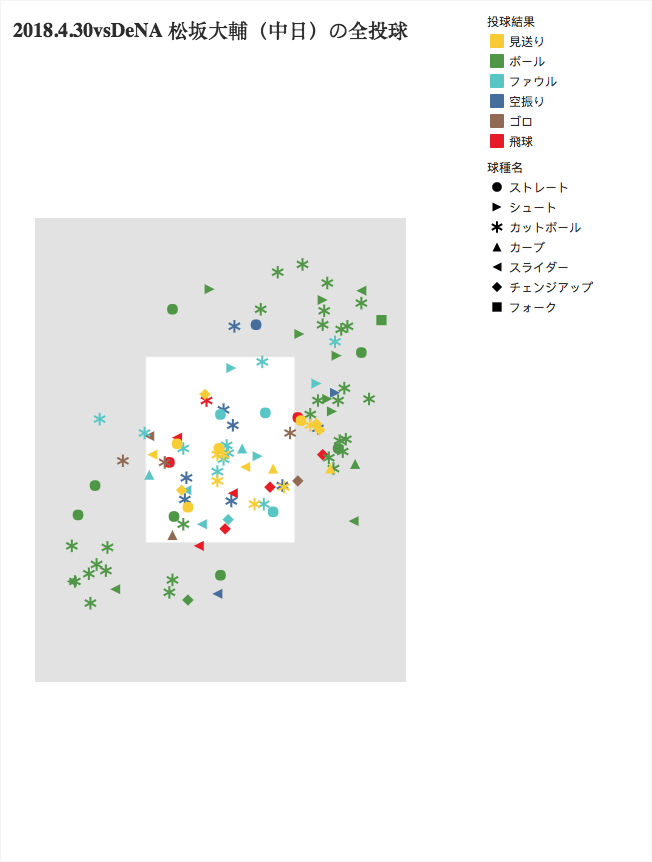 2018.4.30vsDeNA 松坂大輔（中日）の全投球
投球結果
見送り
ボール
ファウル
空振り
ゴロ
飛球
球種名
ストレート
シュート
カットボール
カーブ
スライダー
チェンジアップ
フォーク